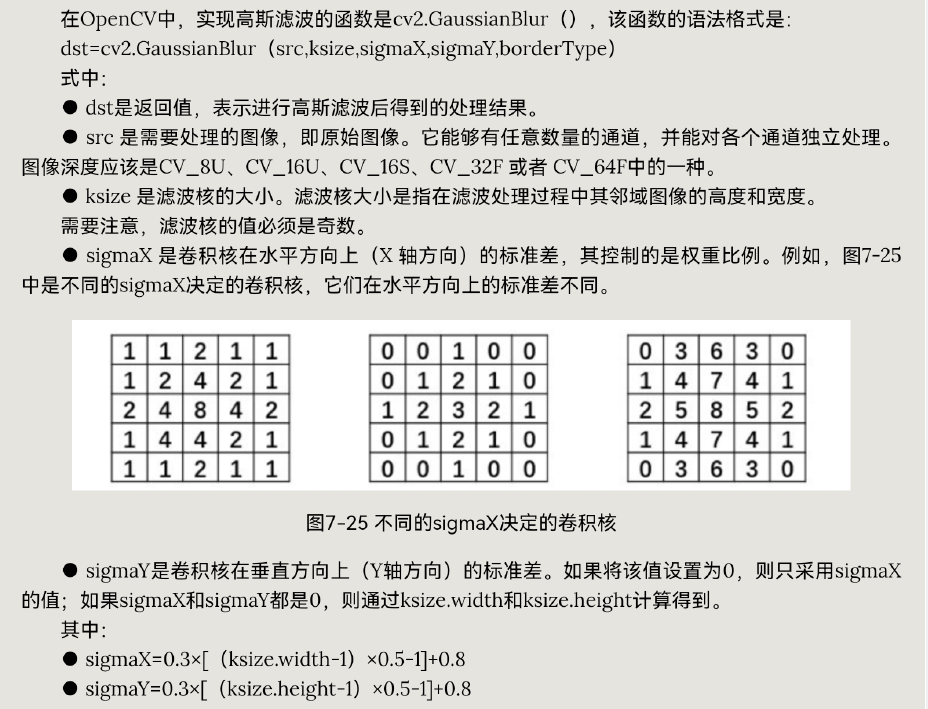 在OpenCV中，实现高斯滤波的函数是cv2.GaussianBlur（），该函数的语法格式是：
dst=cv2.GaussianBlur（src,ksize,sigmaX,sigmaY,borderType）
式中：
● dst是返回值，表示进行高斯滤波后得到的处理结果。
● src 是需要处理的图像，即原始图像。它能够有任意数量的通道，并能对各个通道独立处理。
图像深度应该是CV_8U、CV_16U、CV_16S、CV_32F 或者 CV_64F中的一种。
● ksize 是滤波核的大小。滤波核大小是指在滤波处理过程中其邻域图像的高度和宽度。
需要注意，滤波核的值必须是奇数。
● sigmaX 是卷积核在水平方向上（X 轴方向）的标准差，其控制的是权重比例。例如，图7-25
中是不同的sigmaX决定的卷积核，它们在水平方向上的标准差不同。
1 1 2 1 1 0 0 1 0 0 0 3 6 3 0
1 2 4 2 1 0 1 2 1 0 1 4 7 4 1
2 4 8 4 2 1 2 3 2 1 2 5 8 5 2
1 4 4 2 1 0 1 2 1 0 1 4 7 4 1
1 1 2 1 1 0 0 1 0 0 0 3 6 3 0
图7-25 不同的sigmaX决定的卷积核
● sigmaY是卷积核在垂直方向上（Y轴方向）的标准差。如果将该值设置为0，则只采用sigmaX
的值；如果sigmaX和sigmaY都是0，则通过ksize.width和ksize.height计算得到。
其中：
● sigmaX=0.3×[（ksize.width-1）×0.5-1]+0.8
● sigmaY=0.3×[（ksize.height-1）×0.5-1]+0.8